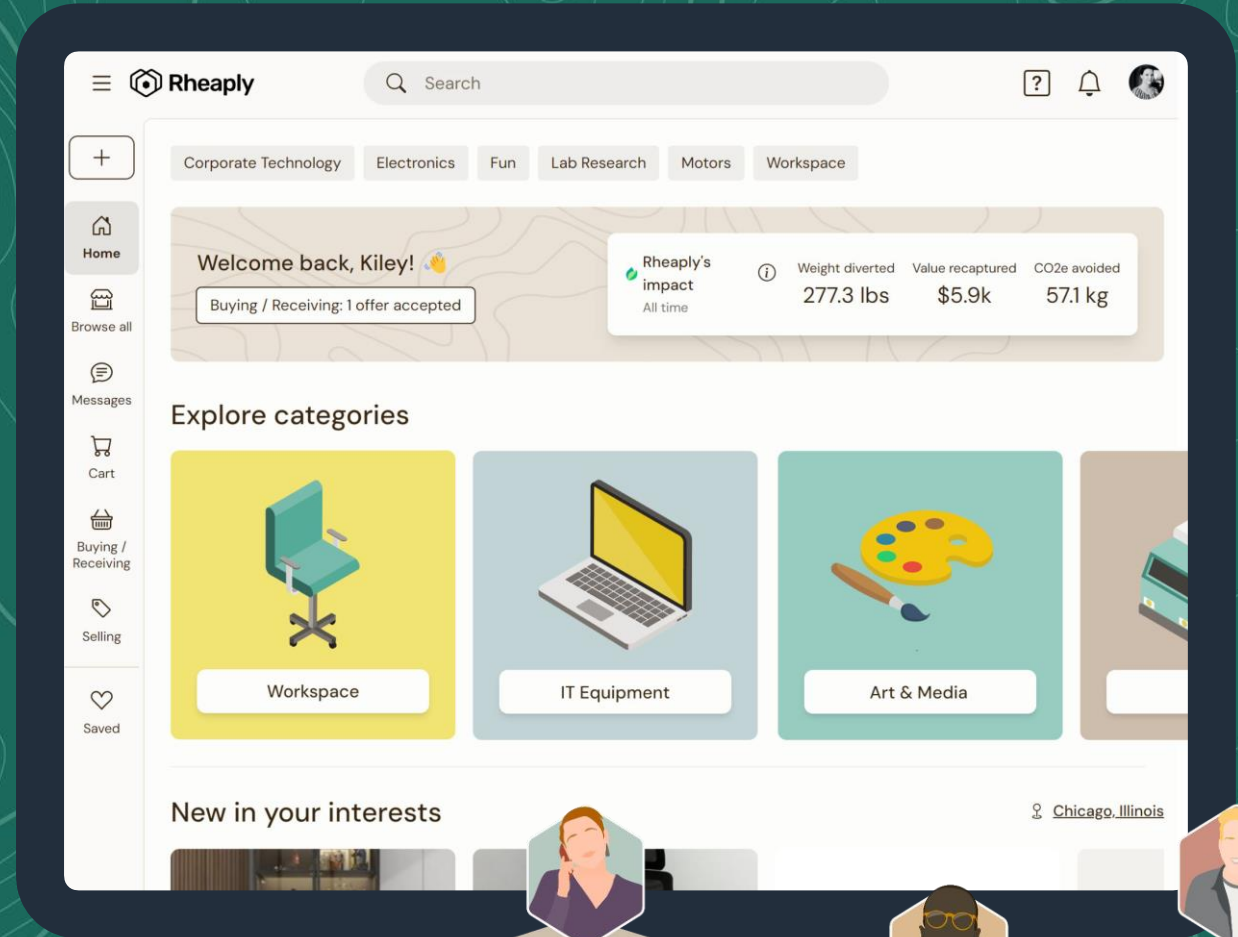 Rheaply
Search
?
Corporate Technology
Electronics
Fun
Lab Research
Motors
Workspace
Home
Browse all
Messages
Cart
Buying /
Receiving
Selling
Saved
Welcome back, Kiley! 👋
Buying / Receiving: 1 offer accepted
Rheaply's
impact
All time
i
Weight diverted
277.3 lbs
Value recaptured
$5.9k
CO2e avoided
57.1 kg
Explore categories
Workspace
IT Equipment
Art & Media
New in your interests
Chicago, Illinois